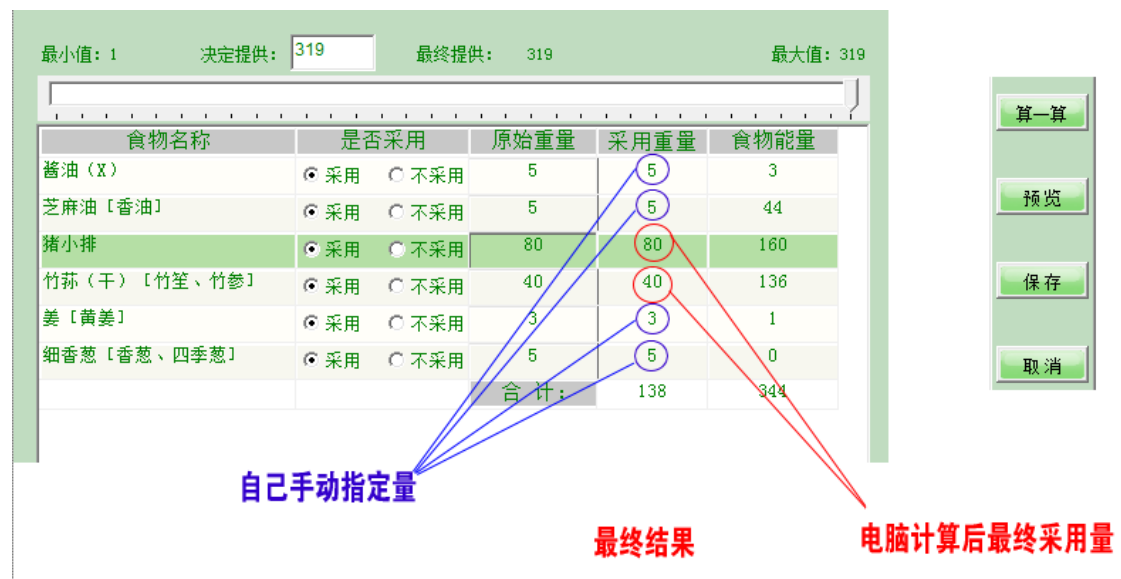 最小值: 1 决定提供: 319 最终提供: 319 最大值: 319
食物名称 是否采用 原始重量 采用重量 食物能量
酱油（X） 采用 不采用 5 5 3
芝麻油［香油］ 采用 不采用 5 5 44
猪小排 采用 不采用 80 80 160
竹荪（干）［竹笙、竹参］ 采用 不采用 40 40 136
姜［黄姜］ 采用 不采用 3 3 1
细香葱［香葱、四季葱］ 采用 不采用 5 5 0
合 计: 138 344
算一算
预览
保存
取消
自己手动指定量
最终结果
电脑计算后最终采用量